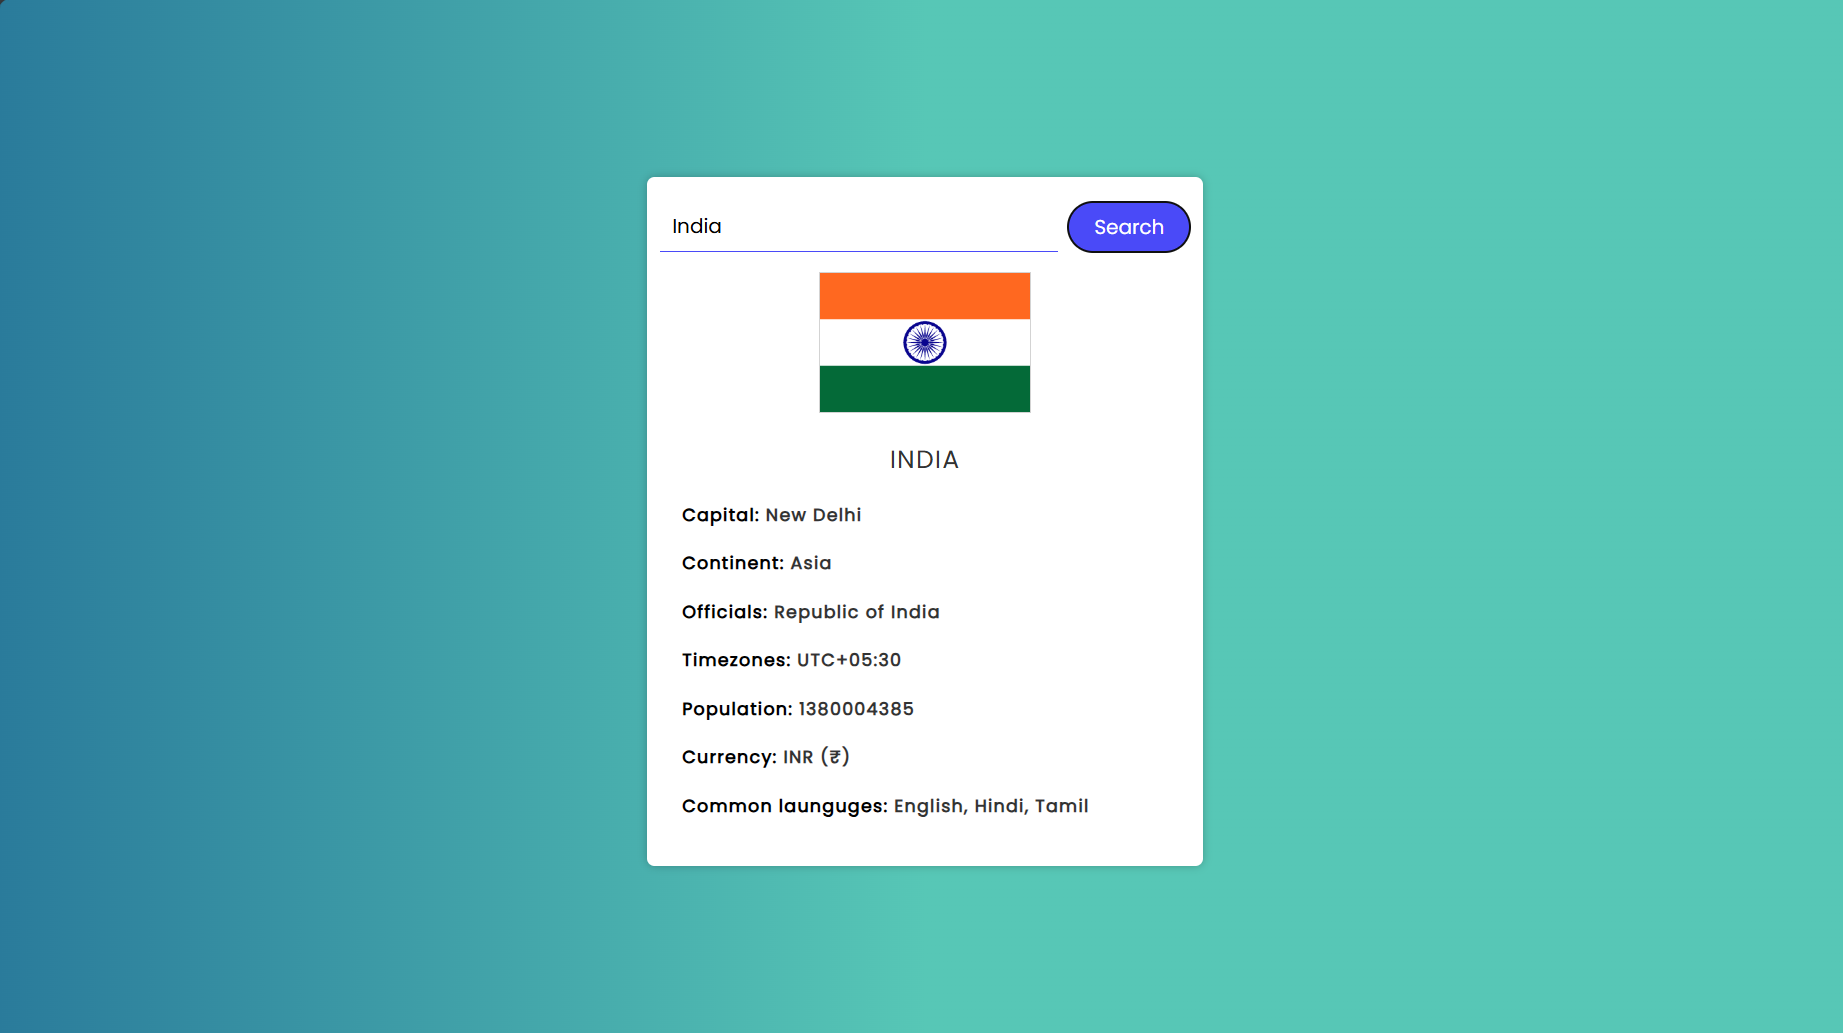 India
Search
INDIA
Capital: New Delhi
Continent: Asia
Officials: Republic of India
Timezones: UTC+05:30
Population: 1380004385
Currency: INR (₹)
Common launguges: English, Hindi, Tamil